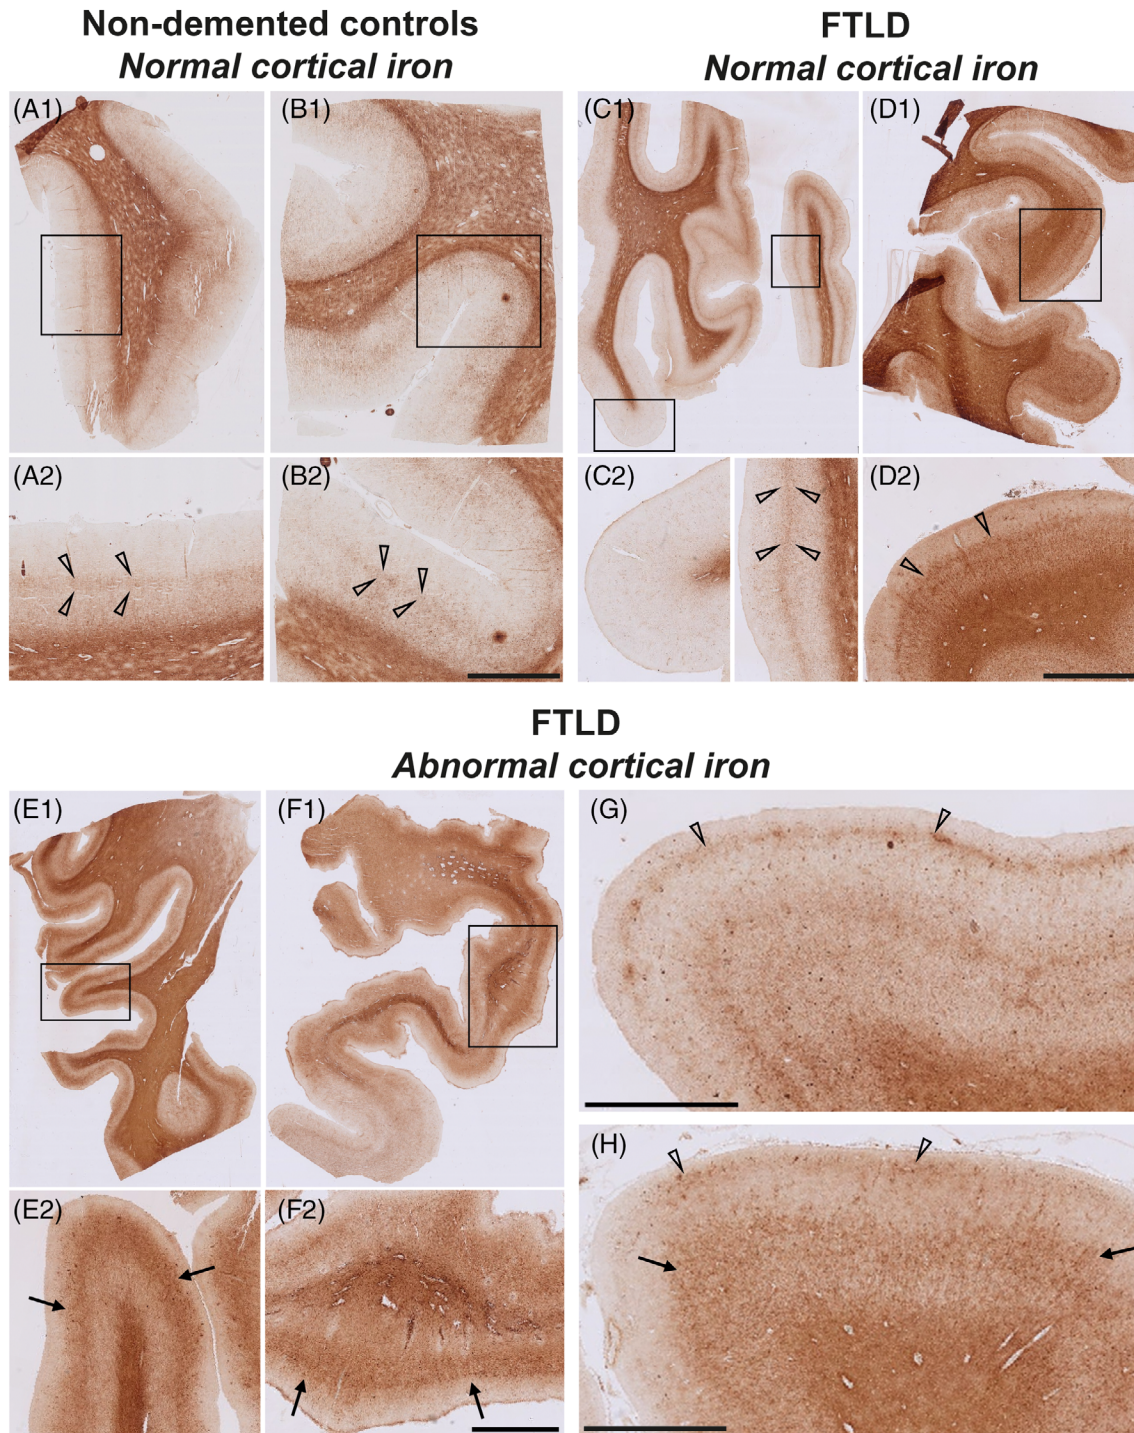 Non-demented controls
Normal cortical iron
FTLD
Normal cortical iron
(A1)
(B1)
(C1)
(D1)
(A2)
(B2)
(C2)
(D2)
FTLD
Abnormal cortical iron
(E1)
(F1)
(G)
(H)
(E2)
(F2)